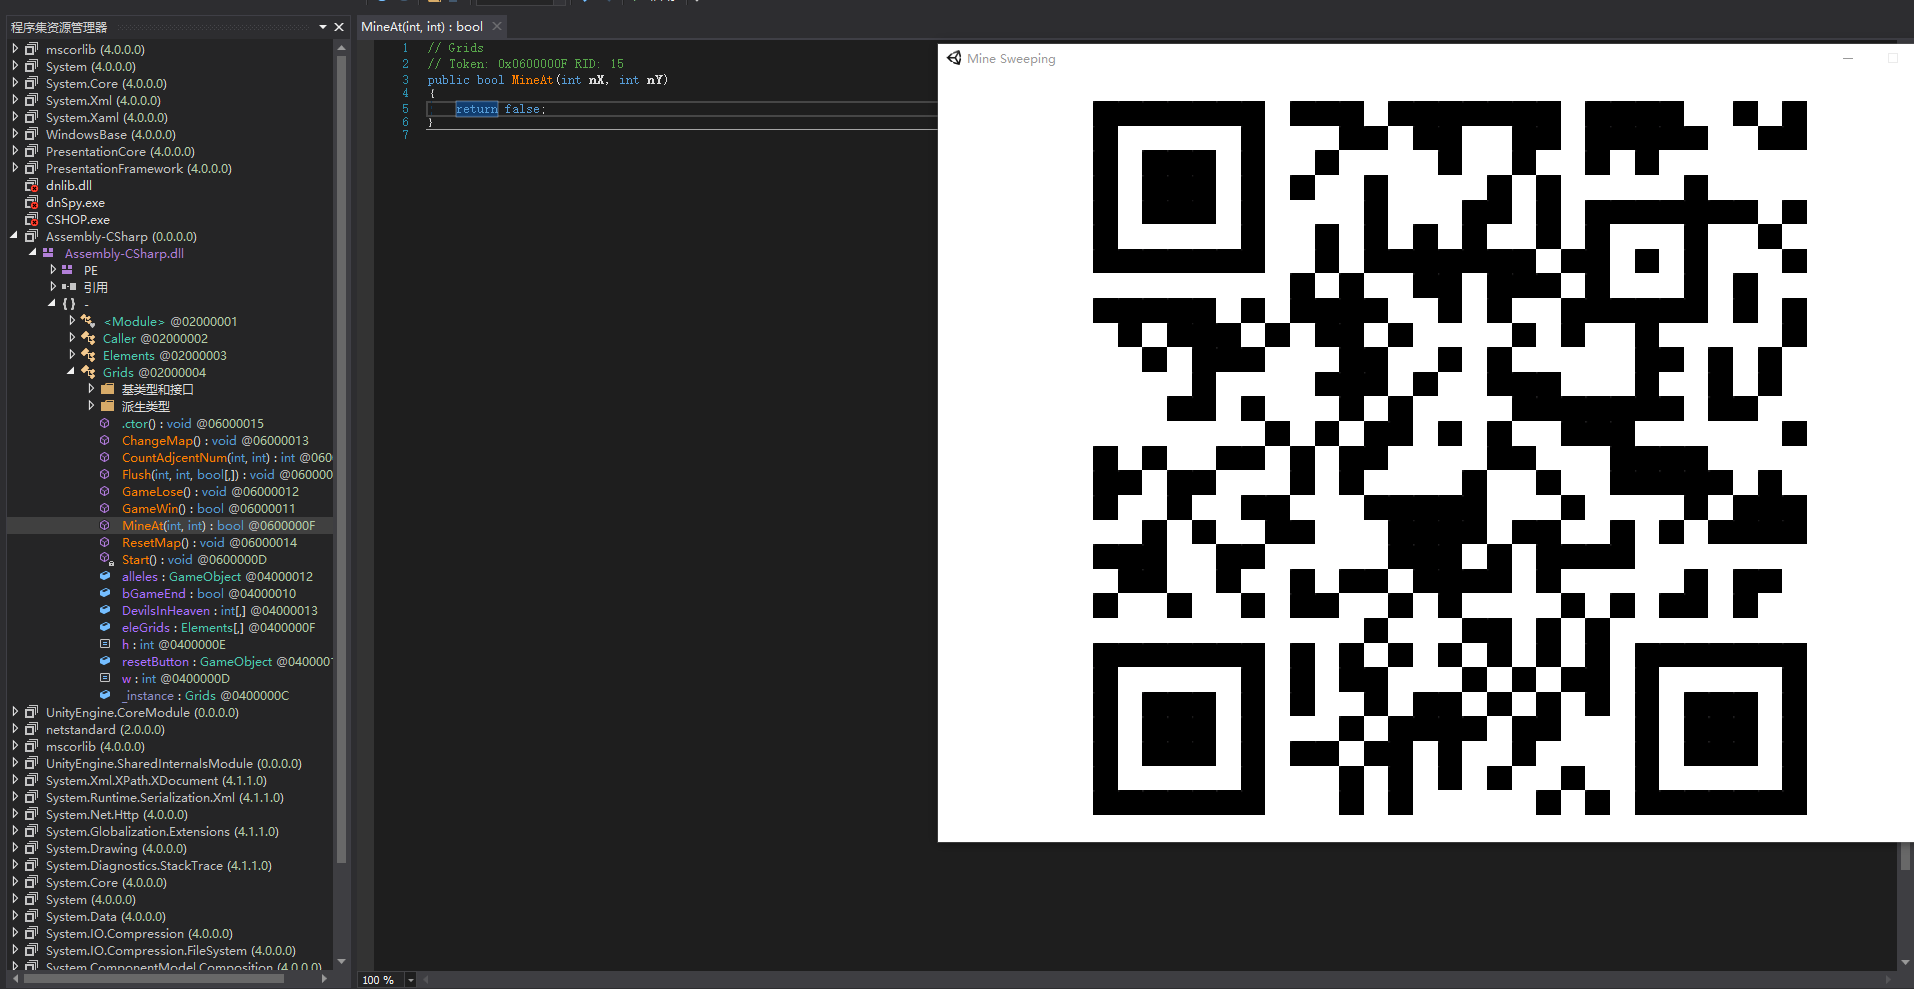 程序集资源管理器
mscorlib (4.0.0.0)
System (4.0.0.0)
System.Core (4.0.0.0)
System.Xml (4.0.0.0)
System.Xaml (4.0.0.0)
WindowsBase (4.0.0.0)
PresentationCore (4.0.0.0)
PresentationFramework (4.0.0.0)
dnlib.dll
dnSpy.exe
CSHOP.exe
Assembly-CSharp (0.0.0.0)
Assembly-CSharp.dll
PE
引用
{ } -
<Module> @02000001
Caller @02000002
Elements @02000003
Grids @02000004
基类型和接口
派生类型
.ctor() : void @06000015
ChangeMap() : void @06000013
CountAdjcentNum(int, int) : int @060
Flush(int, int, bool[,]) : void @060000
GameLose() : void @06000012
GameWin() : bool @06000011
MineAt(int, int) : bool @0600000F
ResetMap() : void @06000014
Start() : void @0600000D
alleles : GameObject @04000012
bGameEnd : bool @04000010
DevilsInHeaven : int[,] @04000013
eleGrids : Elements[,] @0400000F
h : int @0400000E
resetButton : GameObject @040000
w : int @0400000D
_instance : Grids @0400000C
UnityEngine.CoreModule (0.0.0.0)
netstandard (2.0.0.0)
mscorlib (4.0.0.0)
UnityEngine.SharedInternalsModule (0.0.0.0)
System.Xml.XPath.XDocument (4.1.1.0)
System.Runtime.Serialization.Xml (4.1.1.0)
System.Net.Http (4.0.0.0)
System.Globalization.Extensions (4.1.1.0)
System.Drawing (4.0.0.0)
System.Diagnostics.StackTrace (4.1.1.0)
System.Core (4.0.0.0)
System (4.0.0.0)
System.Data (4.0.0.0)
System.IO.Compression (4.0.0.0)
System.IO.Compression.FileSystem (4.0.0.0)
System.ComponentModel.Composition (4.0.0.0)
MineAt(int, int) : bool
1 // Grids
2 // Token: 0x0600000F RID: 15
3 public bool MineAt(int nX, int nY)
4 {
5 return false;
6 }
7
100 %
Mine Sweeping